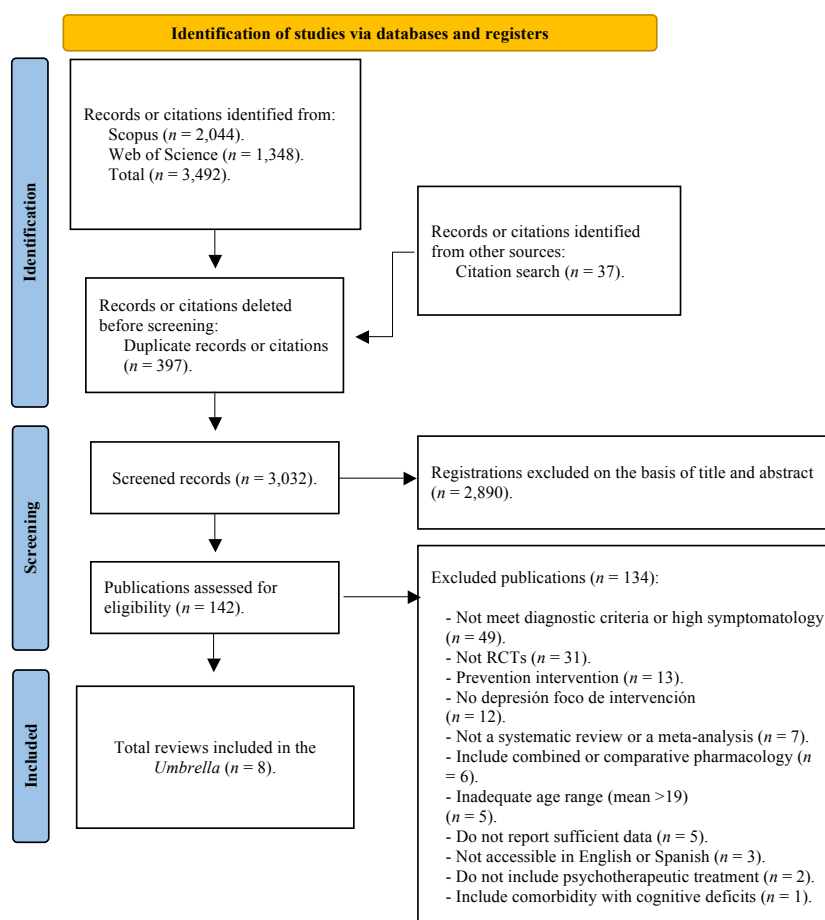 Identification of studies via databases and registers
Identification
Records or citations identified from:
Scopus (n = 2,044).
Web of Science (n = 1,348).
Total (n = 3,492).
Records or citations identified
from other sources:
Citation search (n = 37).
Records or citations deleted
before screening:
Duplicate records or citations
(n = 397).
Screening
Screened records (n = 3,032).
Registrations excluded on the basis of title and abstract
(n = 2,890).
Publications assessed for
eligibility (n = 142).
Excluded publications (n = 134):
- Not meet diagnostic criteria or high symptomatology
(n = 49).
- Not RCTs (n = 31).
- Prevention intervention (n = 13).
- No depresión foco de intervención
(n = 12).
- Not a systematic review or a meta-analysis (n = 7).
- Include combined or comparative pharmacology (n
= 6).
- Inadequate age range (mean >19)
(n = 5).
- Do not report sufficient data (n = 5).
- Not accessible in English or Spanish (n = 3).
- Do not include psychotherapeutic treatment (n = 2).
- Include comorbidity with cognitive deficits (n = 1).
Included
Total reviews included in the
Umbrella (n = 8).